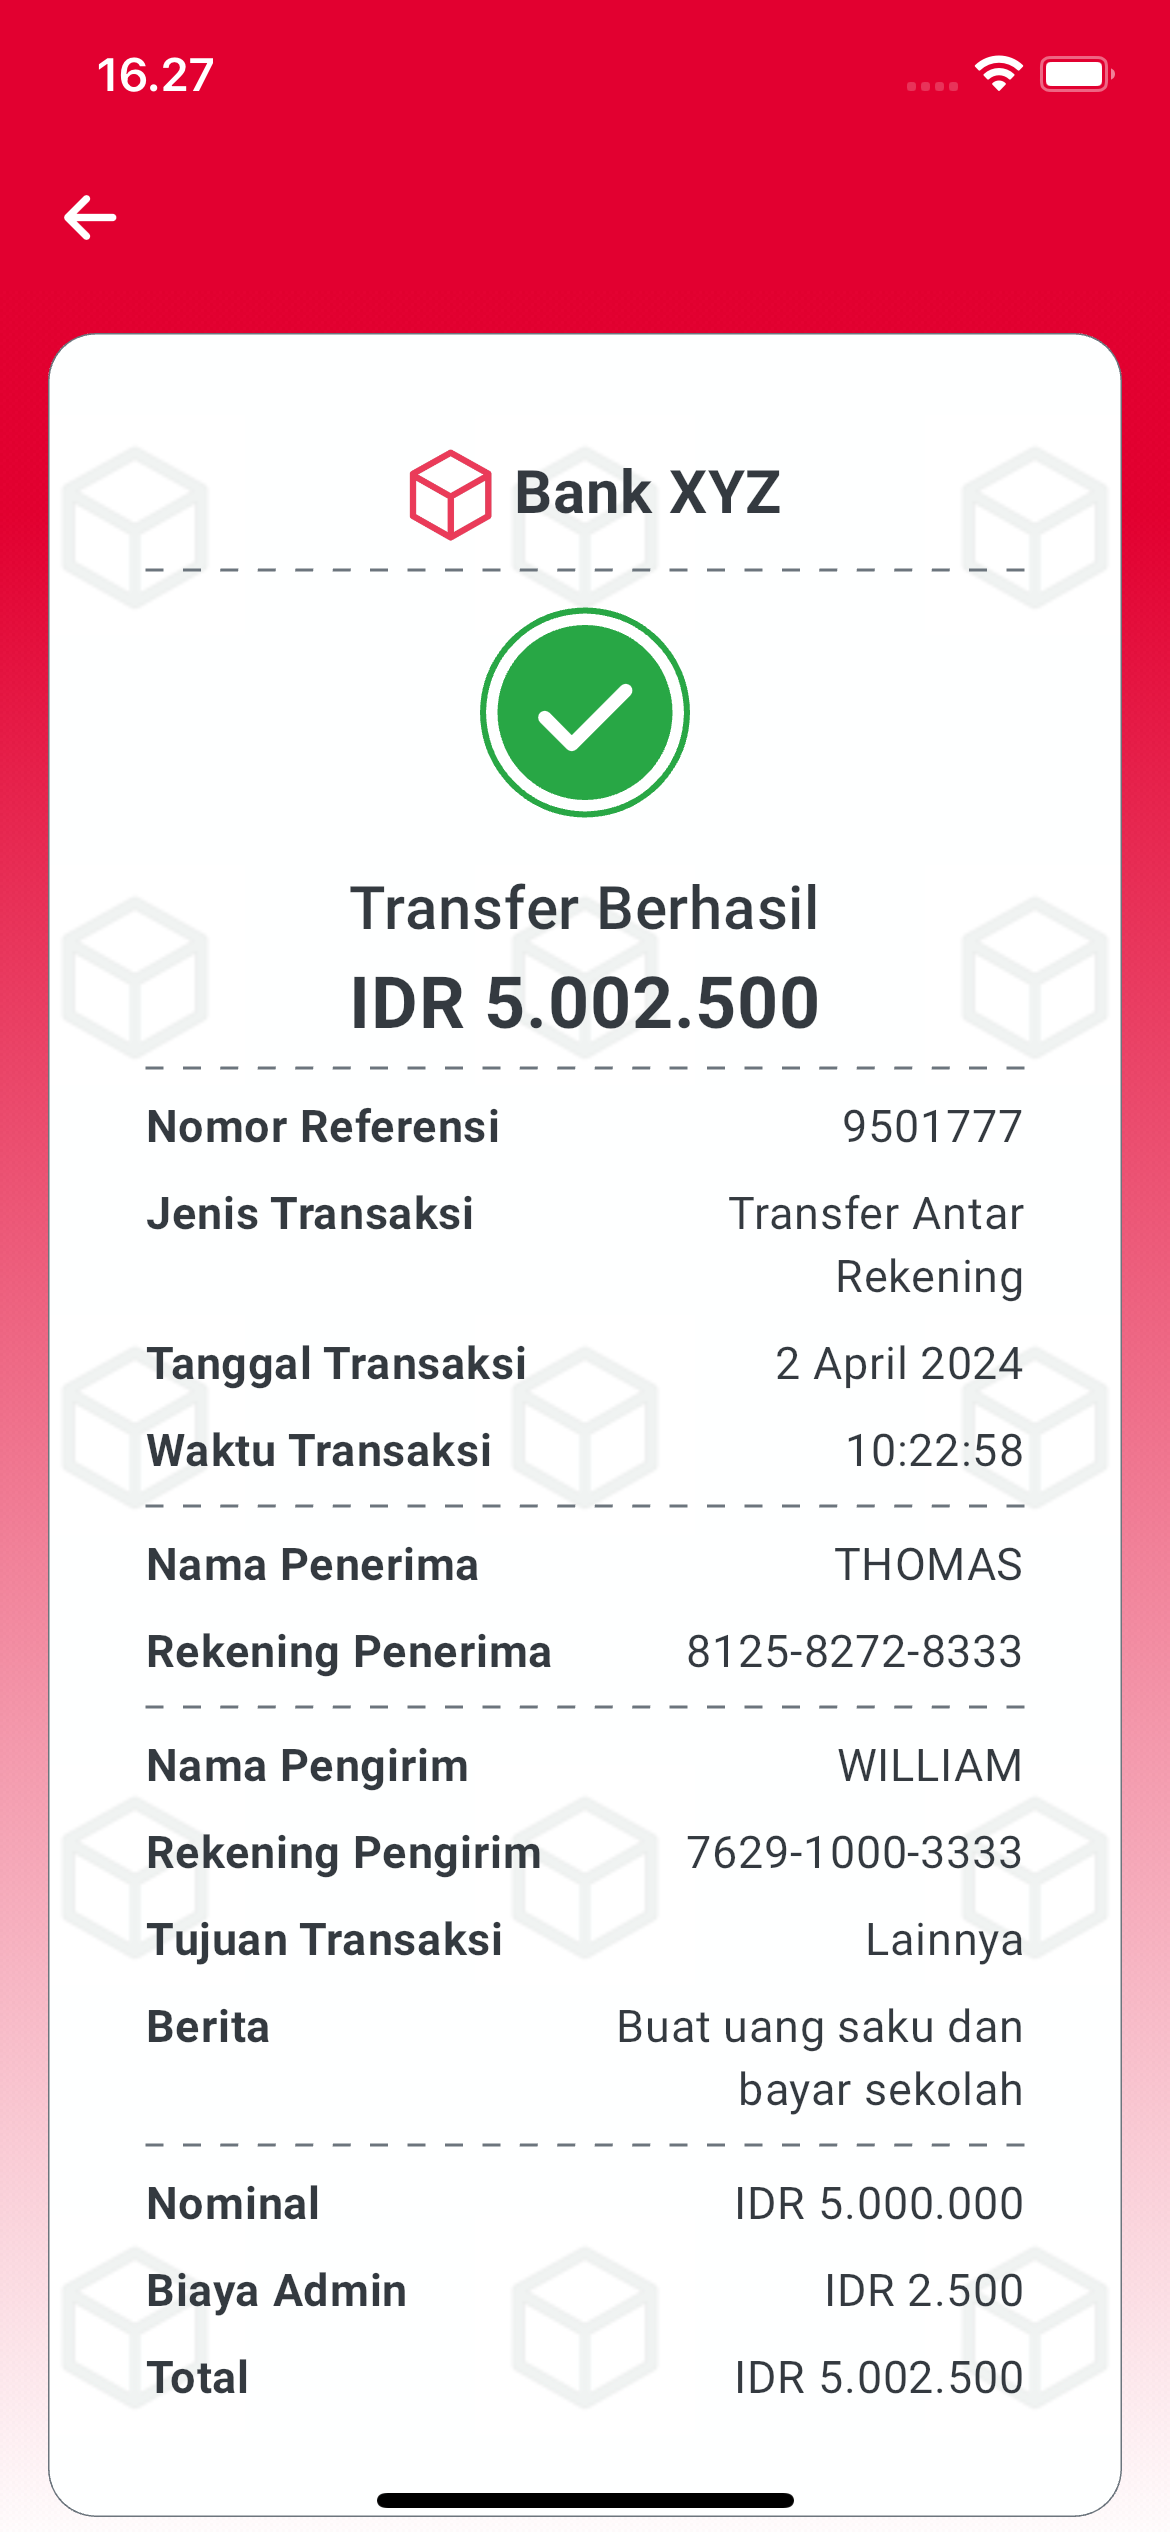 16.27
Bank XYZ
Transfer Berhasil
IDR 5.002.500
Nomor Referensi 9501777
Jenis Transaksi Transfer Antar
Rekening
Tanggal Transaksi 2 April 2024
Waktu Transaksi 10:22:58
Nama Penerima THOMAS
Rekening Penerima 8125-8272-8333
Nama Pengirim WILLIAM
Rekening Pengirim 7629-1000-3333
Tujuan Transaksi Lainnya
Berita Buat uang saku dan
bayar sekolah
Nominal IDR 5.000.000
Biaya Admin IDR 2.500
Total IDR 5.002.500